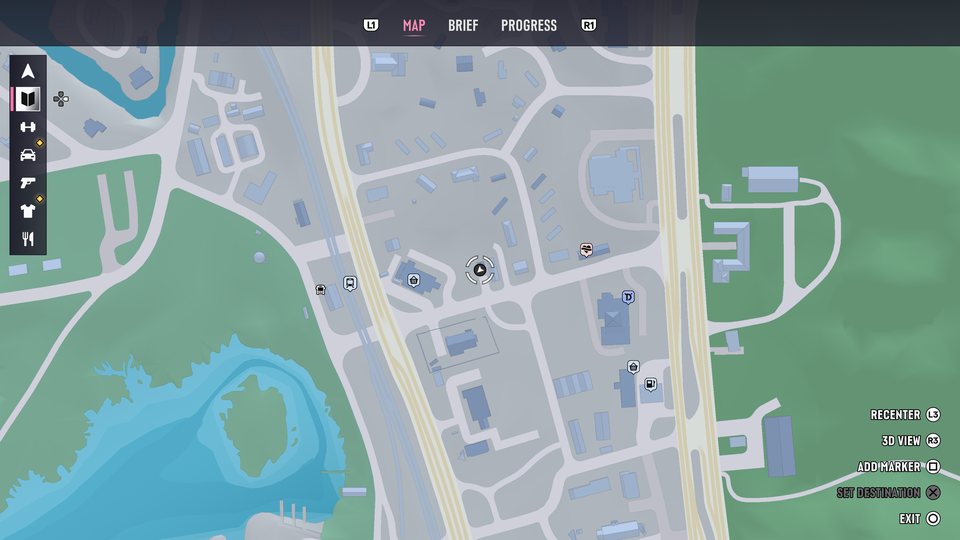 L1 MAP BRIEF PROGRESS R1
D
RECENTER L3
3D VIEW R3
ADD MARKER
SET DESTINATION
EXIT